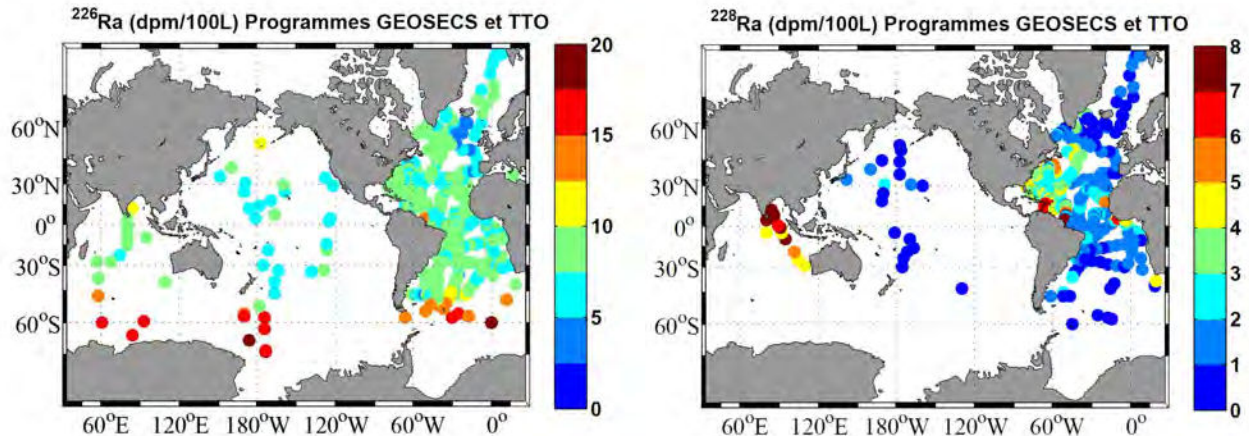 ²²⁶Ra (dpm/100L) Programmes GEOSECS et TTO
20
15
10
5
0
60°N
30°N
0°
30°S
60°S
60°E 120°E 180°W 120°W 60°W 0°
²²⁸Ra (dpm/100L) Programmes GEOSECS et TTO
8
7
6
5
4
3
2
1
0
60°N
30°N
0°
30°S
60°S
60°E 120°E 180°W 120°W 60°W 0°